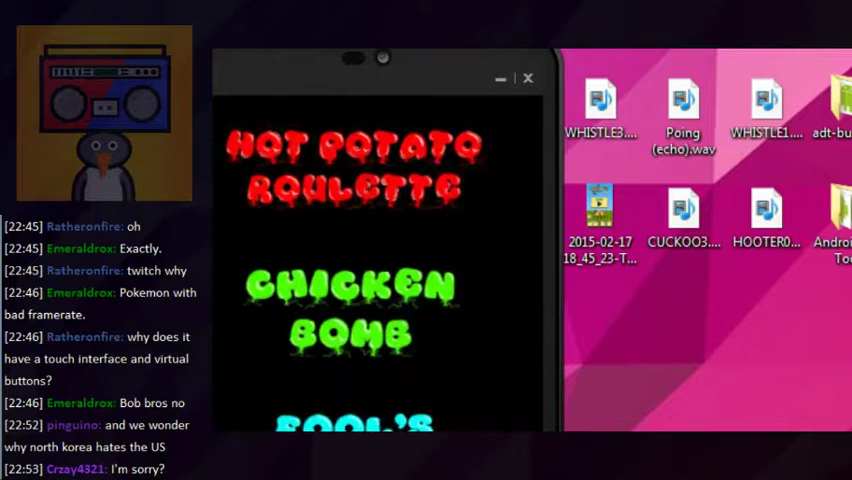 [22:45] Ratheronfire: oh
[22:45] Emeraldrox: Exactly.
[22:45] Ratheronfire: twitch why
[22:46] Emeraldrox: Pokemon with
bad framerate.
[22:46] Ratheronfire: why does it
have a touch interface and virtual
buttons?
[22:46] Emeraldrox: Bob bros no
[22:52] pinguino: and we wonder
why north korea hates the US
[22:53] Crzay4321: I'm sorry?
HOT POTATO
ROULETTE
CHICKEN
BOMB
FOOL'S
WHISTLE3....
Poing
(echo).wav
WHISTLE1....
adt-bu
2015-02-17
18_45_23-T...
CUCKOO3....
HOOTER0...
Android
Too